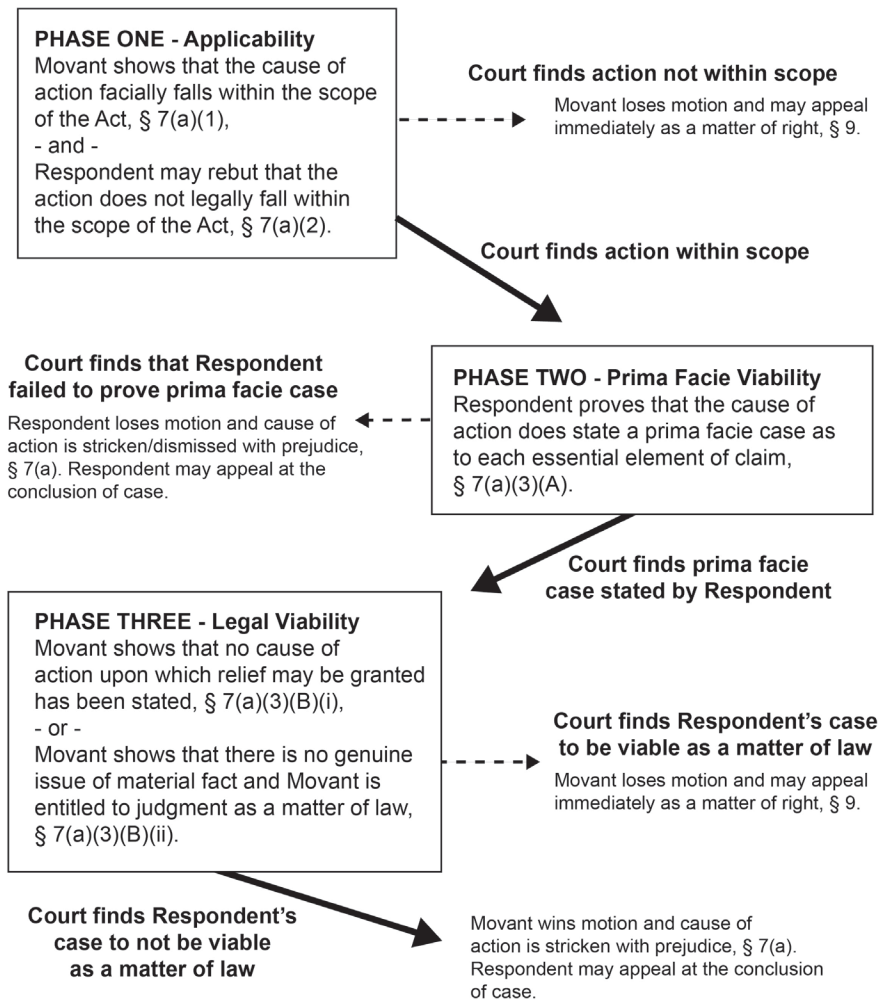 PHASE ONE - Applicability
Movant shows that the cause of
action facially falls within the scope
of the Act, § 7(a)(1),
- and -
Respondent may rebut that the
action does not legally fall within
the scope of the Act, § 7(a)(2).
Court finds action not within scope
Movant loses motion and may appeal
immediately as a matter of right, § 9.
Court finds action within scope
Court finds that Respondent
failed to prove prima facie case
Respondent loses motion and cause of
action is stricken/dismissed with prejudice,
§ 7(a). Respondent may appeal at the
conclusion of case.
PHASE TWO - Prima Facie Viability
Respondent proves that the cause of
action does state a prima facie case as
to each essential element of claim,
§ 7(a)(3)(A).
Court finds prima facie
case stated by Respondent
PHASE THREE - Legal Viability
Movant shows that no cause of
action upon which relief may be granted
has been stated, § 7(a)(3)(B)(i),
- or -
Movant shows that there is no genuine
issue of material fact and Movant is
entitled to judgment as a matter of law,
§ 7(a)(3)(B)(ii).
Court finds Respondent’s case
to be viable as a matter of law
Movant loses motion and may appeal
immediately as a matter of right, § 9.
Court finds Respondent’s
case to not be viable
as a matter of law
Movant wins motion and cause of
action is stricken with prejudice, § 7(a).
Respondent may appeal at the conclusion
of case.